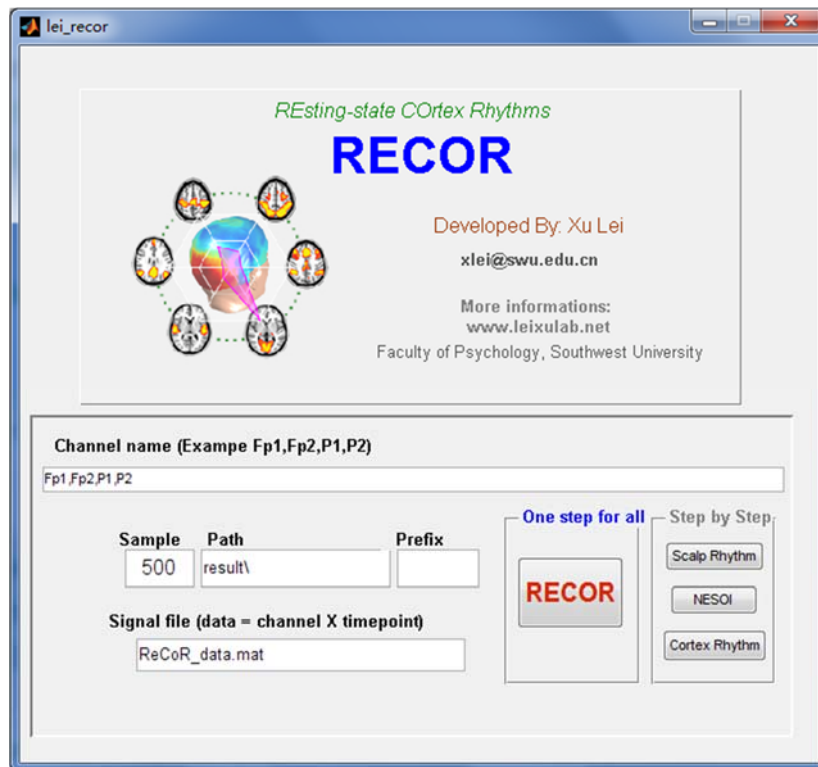 lei_recor
REsting-state COrtex Rhythms
RECOR
Developed By: Xu Lei
xlei@swu.edu.cn
More informations:
www.leixulab.net
Faculty of Psychology, Southwest University
Channel name (Exampe Fp1,Fp2,P1,P2)
Fp1,Fp2,P1,P2
Sample Path Prefix
500 result\
Signal file (data = channel X timepoint)
ReCoR_data.mat
One step for all
RECOR
Step by Step
Scalp Rhythm
NESOI
Cortex Rhythm